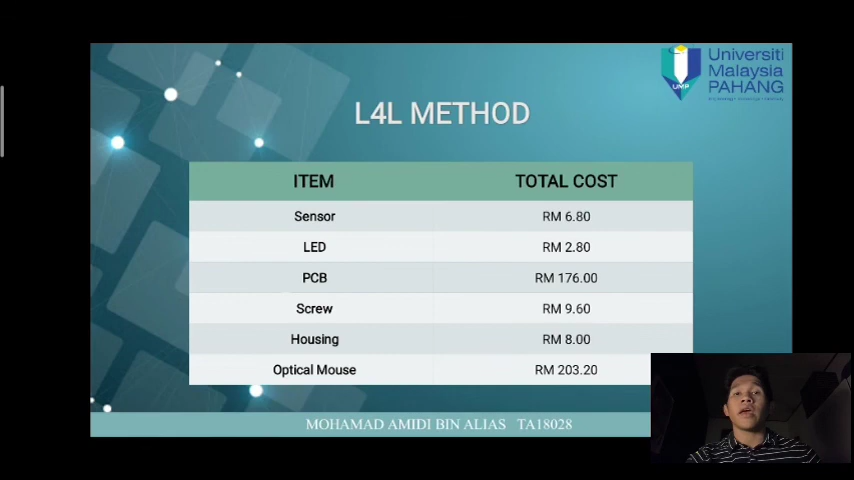 Universiti
Malaysia
PAHANG
UMP
L4L METHOD
ITEM TOTAL COST
Sensor RM 6.80
LED RM 2.80
PCB RM 176.00
Screw RM 9.60
Housing RM 8.00
Optical Mouse RM 203.20
MOHAMAD AMIDI BIN ALIAS TA18028